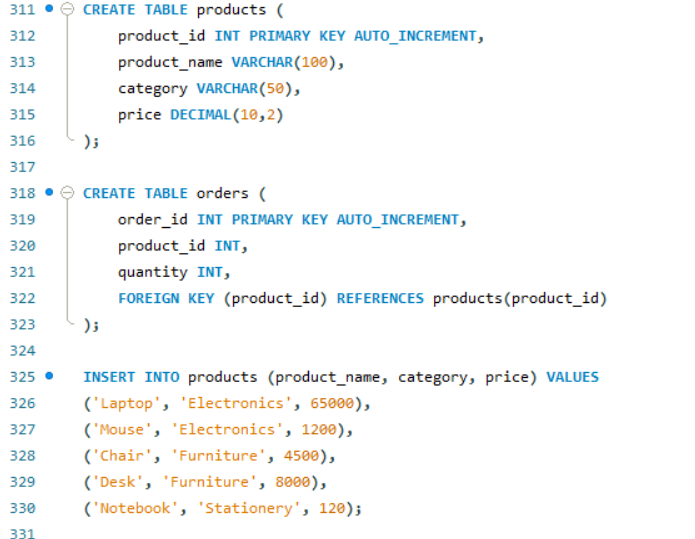 311 CREATE TABLE products (
312 product_id INT PRIMARY KEY AUTO_INCREMENT,
313 product_name VARCHAR(100),
314 category VARCHAR(50),
315 price DECIMAL(10,2)
316 );
317
318 CREATE TABLE orders (
319 order_id INT PRIMARY KEY AUTO_INCREMENT,
320 product_id INT,
321 quantity INT,
322 FOREIGN KEY (product_id) REFERENCES products(product_id)
323 );
324
325 INSERT INTO products (product_name, category, price) VALUES
326 ('Laptop', 'Electronics', 65000),
327 ('Mouse', 'Electronics', 1200),
328 ('Chair', 'Furniture', 4500),
329 ('Desk', 'Furniture', 8000),
330 ('Notebook', 'Stationery', 120);
331